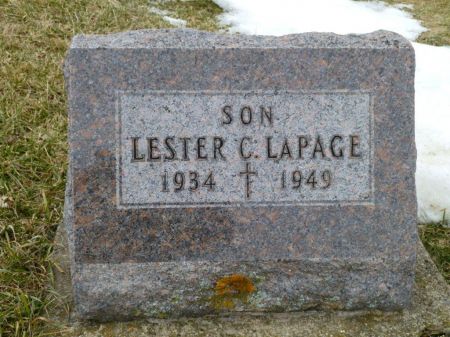 SON
LESTER C. LAPAGE
1934 ✝ 1949